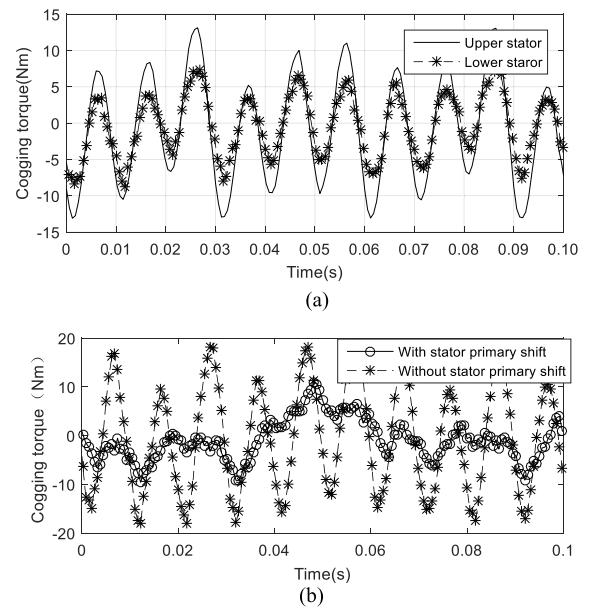 15
10
5
0
-5
-10
-15
Cogging torque(Nm)
Upper stator
Lower staror
0 0.01 0.02 0.03 0.04 0.05 0.06 0.07 0.08 0.09 0.10
Time(s)
(a)
20
10
0
-10
-20
Cogging torque（Nm）
With stator primary shift
Without stator primary shift
0 0.02 0.04 0.06 0.08 0.1
Time(s)
(b)